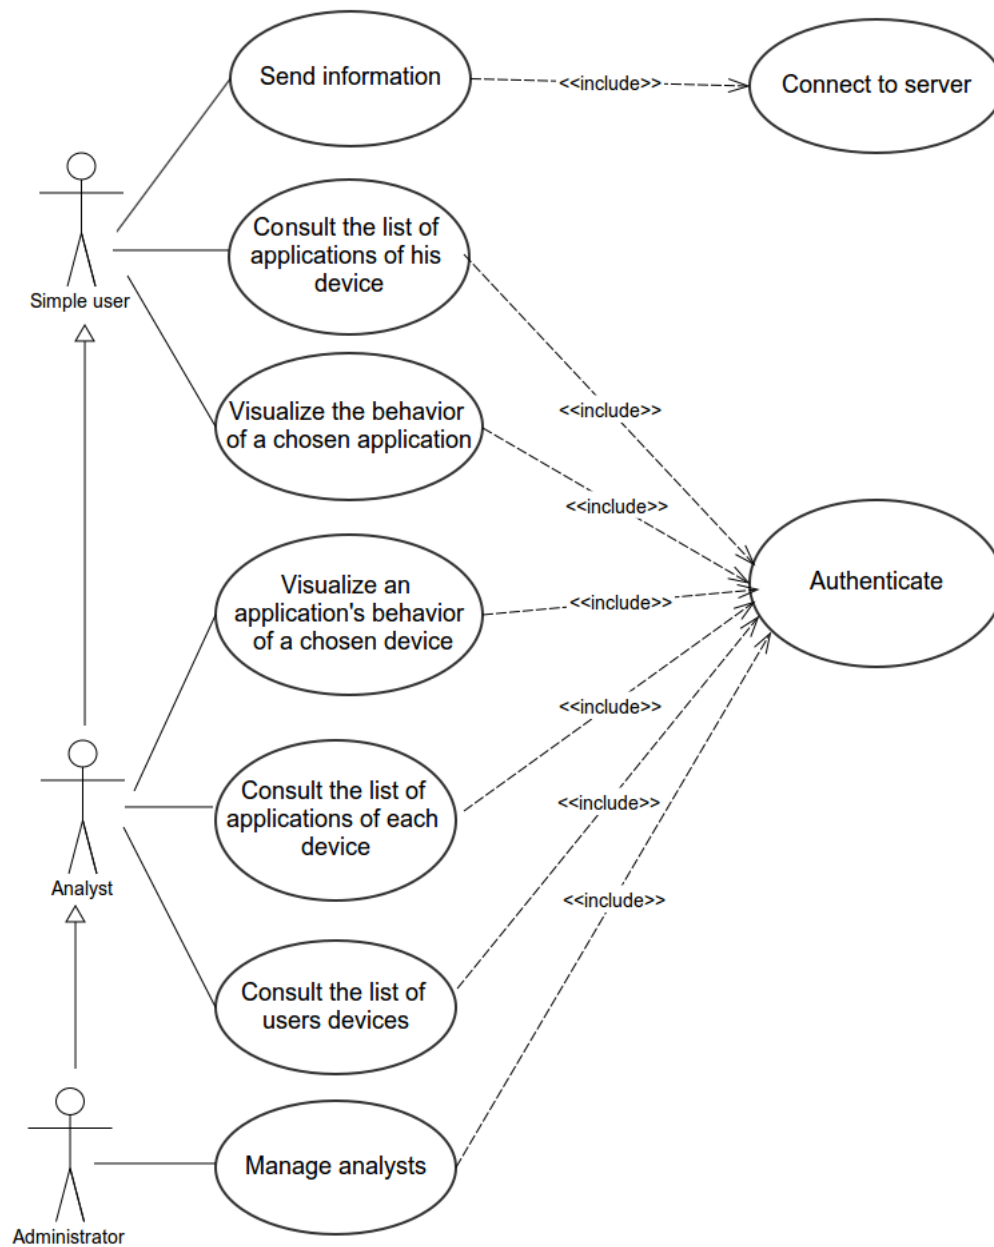 Send information
<<include>>
Connect to server
Simple user
Consult the list of
applications of his
device
<<include>>
Visualize the behavior
of a chosen application
<<include>>
Authenticate
Visualize an
application's behavior
of a chosen device
<<include>>
<<include>>
Analyst
Consult the list of
applications of each
device
<<include>>
<<include>>
Consult the list of
users devices
Administrator
Manage analysts